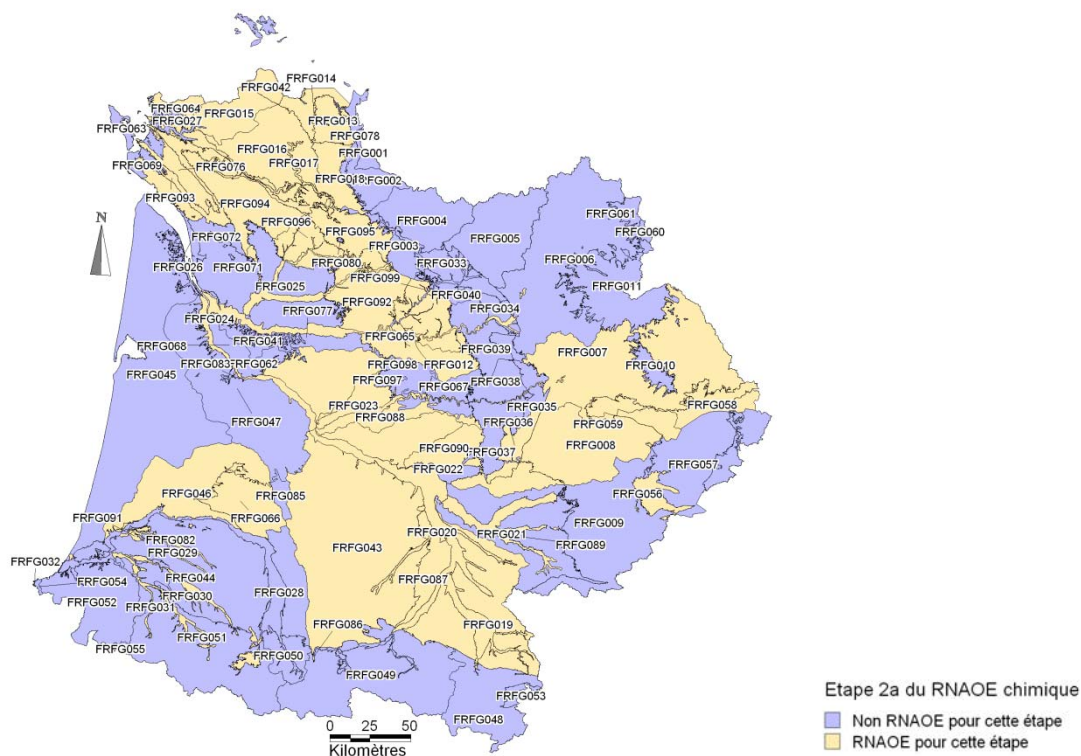 FRFG014
FRFG042
FRFG064
FRFG015
FRFG027
FRFG013
FRFG063
FRFG078
FRFG016
FRFG001
FRFG017
FRFG069
FRFG076
FRFG018
FG002
FRFG093
FRFG094
FRFG004
FRFG061
FRFG096
FRFG095
FRFG060
N
FRFG072
FRFG003
FRFG005
FRFG026
FRFG071
FRFG080
FRFG033
FRFG006
FRFG099
FRFG025
FRFG011
FRFG092
FRFG040
FRFG077
FRFG034
FRFG024
FRFG065
FRFG041
FRFG068
FRFG039
FRFG007
FRFG083
FRFG062
FRFG098
FRFG012
FRFG010
FRFG045
FRFG097
FRFG067
FRFG038
FRFG023
FRFG035
FRFG058
FRFG088
FRFG047
FRFG036
FRFG059
FRFG090
FRFG037
FRFG008
FRFG022
FRFG057
FRFG046
FRFG085
FRFG056
FRFG091
FRFG066
FRFG009
FRFG082
FRFG020
FRFG021
FRFG029
FRFG043
FRFG089
FRFG032
FRFG044
FRFG054
FRFG087
FRFG030
FRFG028
FRFG052
FRFG031
FRFG086
FRFG019
FRFG051
FRFG055
FRFG050
FRFG049
FRFG053
FRFG048
0 25 50
Kilomètres
Etape 2a du RNAOE chimique
Non RNAOE pour cette étape
RNAOE pour cette étape